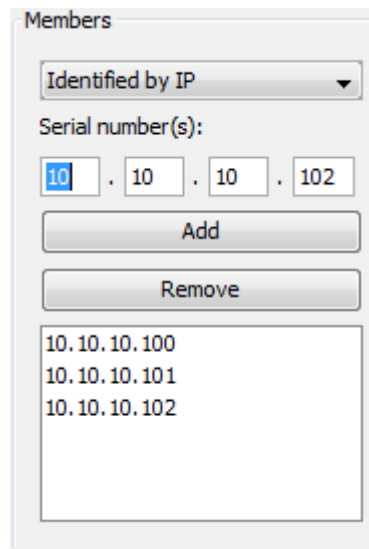 Members
Identified by IP
Serial number(s):
10 . 10 . 10 . 102
Add
Remove
10.10.10.100
10.10.10.101
10.10.10.102